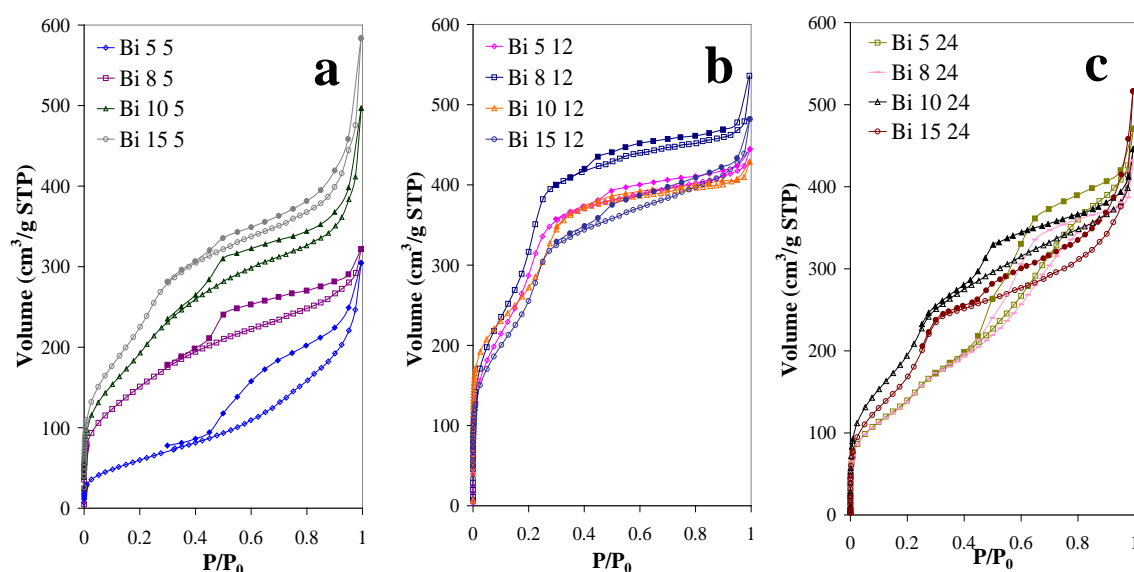 600
500
400
300
200
100
0
Volume (cm³/g STP)
Bi 5 5
Bi 8 5
Bi 10 5
Bi 15 5
a
0 0.2 0.4 0.6 0.8 1
P/P₀
600
500
400
300
200
100
0
Volume (cm³/g STP)
Bi 5 12
Bi 8 12
Bi 10 12
Bi 15 12
b
0 0.2 0.4 0.6 0.8 1
P/P₀
600
500
400
300
200
100
0
Volume (cm³/g STP)
Bi 5 24
Bi 8 24
Bi 10 24
Bi 15 24
c
0 0.2 0.4 0.6 0.8 1
P/P₀